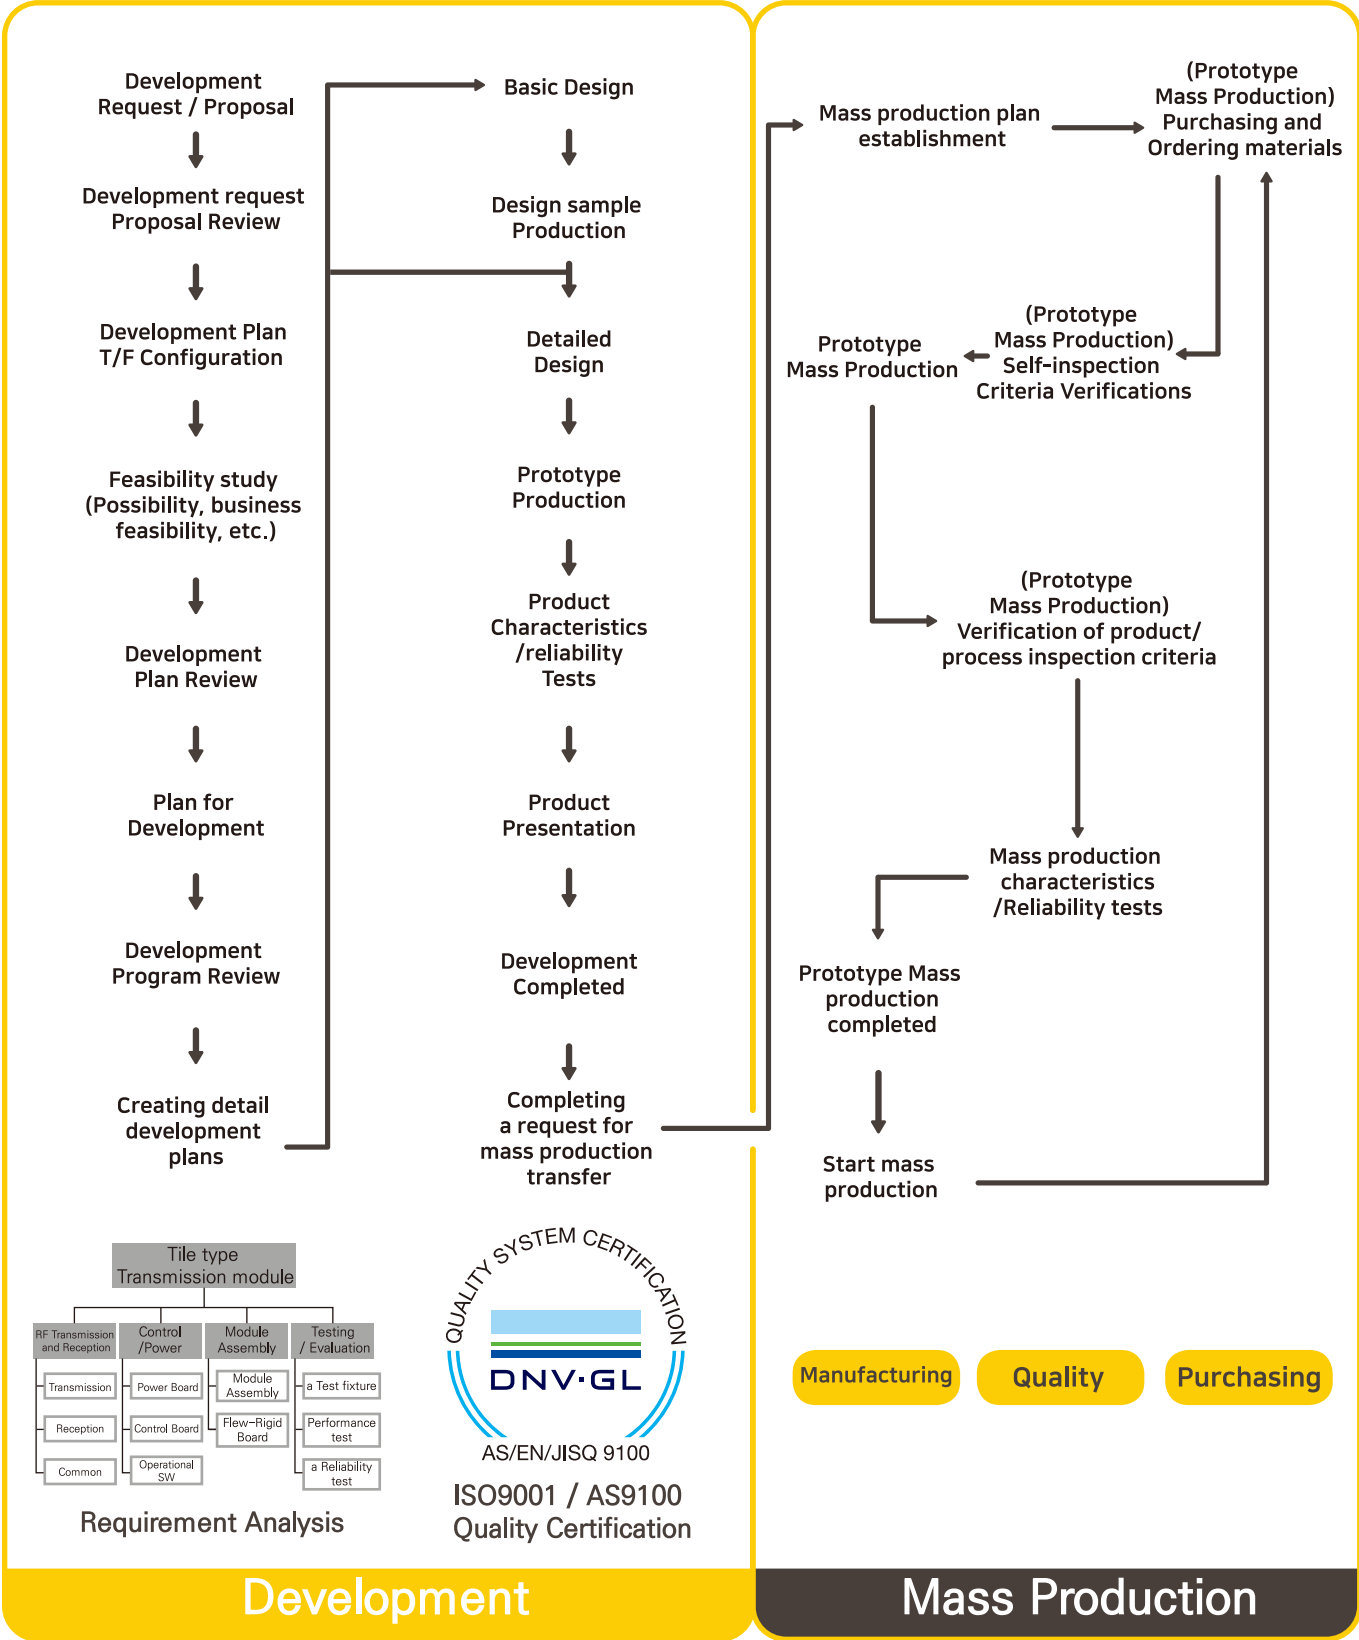 Development
Request / Proposal
Development request
Proposal Review
Development Plan
T/F Configuration
Feasibility study
(Possibility, business
feasibility, etc.)
Development
Plan Review
Plan for
Development
Development
Program Review
Creating detail
development
plans
Basic Design
Design sample
Production
Detailed
Design
Prototype
Production
Product
Characteristics
/reliability
Tests
Product
Presentation
Development
Completed
Completing
a request for
mass production
transfer
Tile type
Transmission module
RF Transmission
and Reception
Transmission
Reception
Common
Control
/Power
Power Board
Control Board
Operational
SW
Module
Assembly
Module
Assembly
Flew-Rigid
Board
Testing
/ Evaluation
a Test fixture
Performance
test
a Reliability
test
Requirement Analysis
QUALITY SYSTEM CERTIFICATION
DNV·GL
AS/EN/JISQ 9100
ISO9001 / AS9100
Quality Certification
Development
Mass production plan
establishment
(Prototype
Mass Production)
Purchasing and
Ordering materials
(Prototype
Mass Production)
Self-inspection
Criteria Verifications
Prototype
Mass Production
(Prototype
Mass Production)
Verification of product/
process inspection criteria
Mass production
characteristics
/Reliability tests
Prototype Mass
production
completed
Start mass
production
Manufacturing
Quality
Purchasing
Mass Production